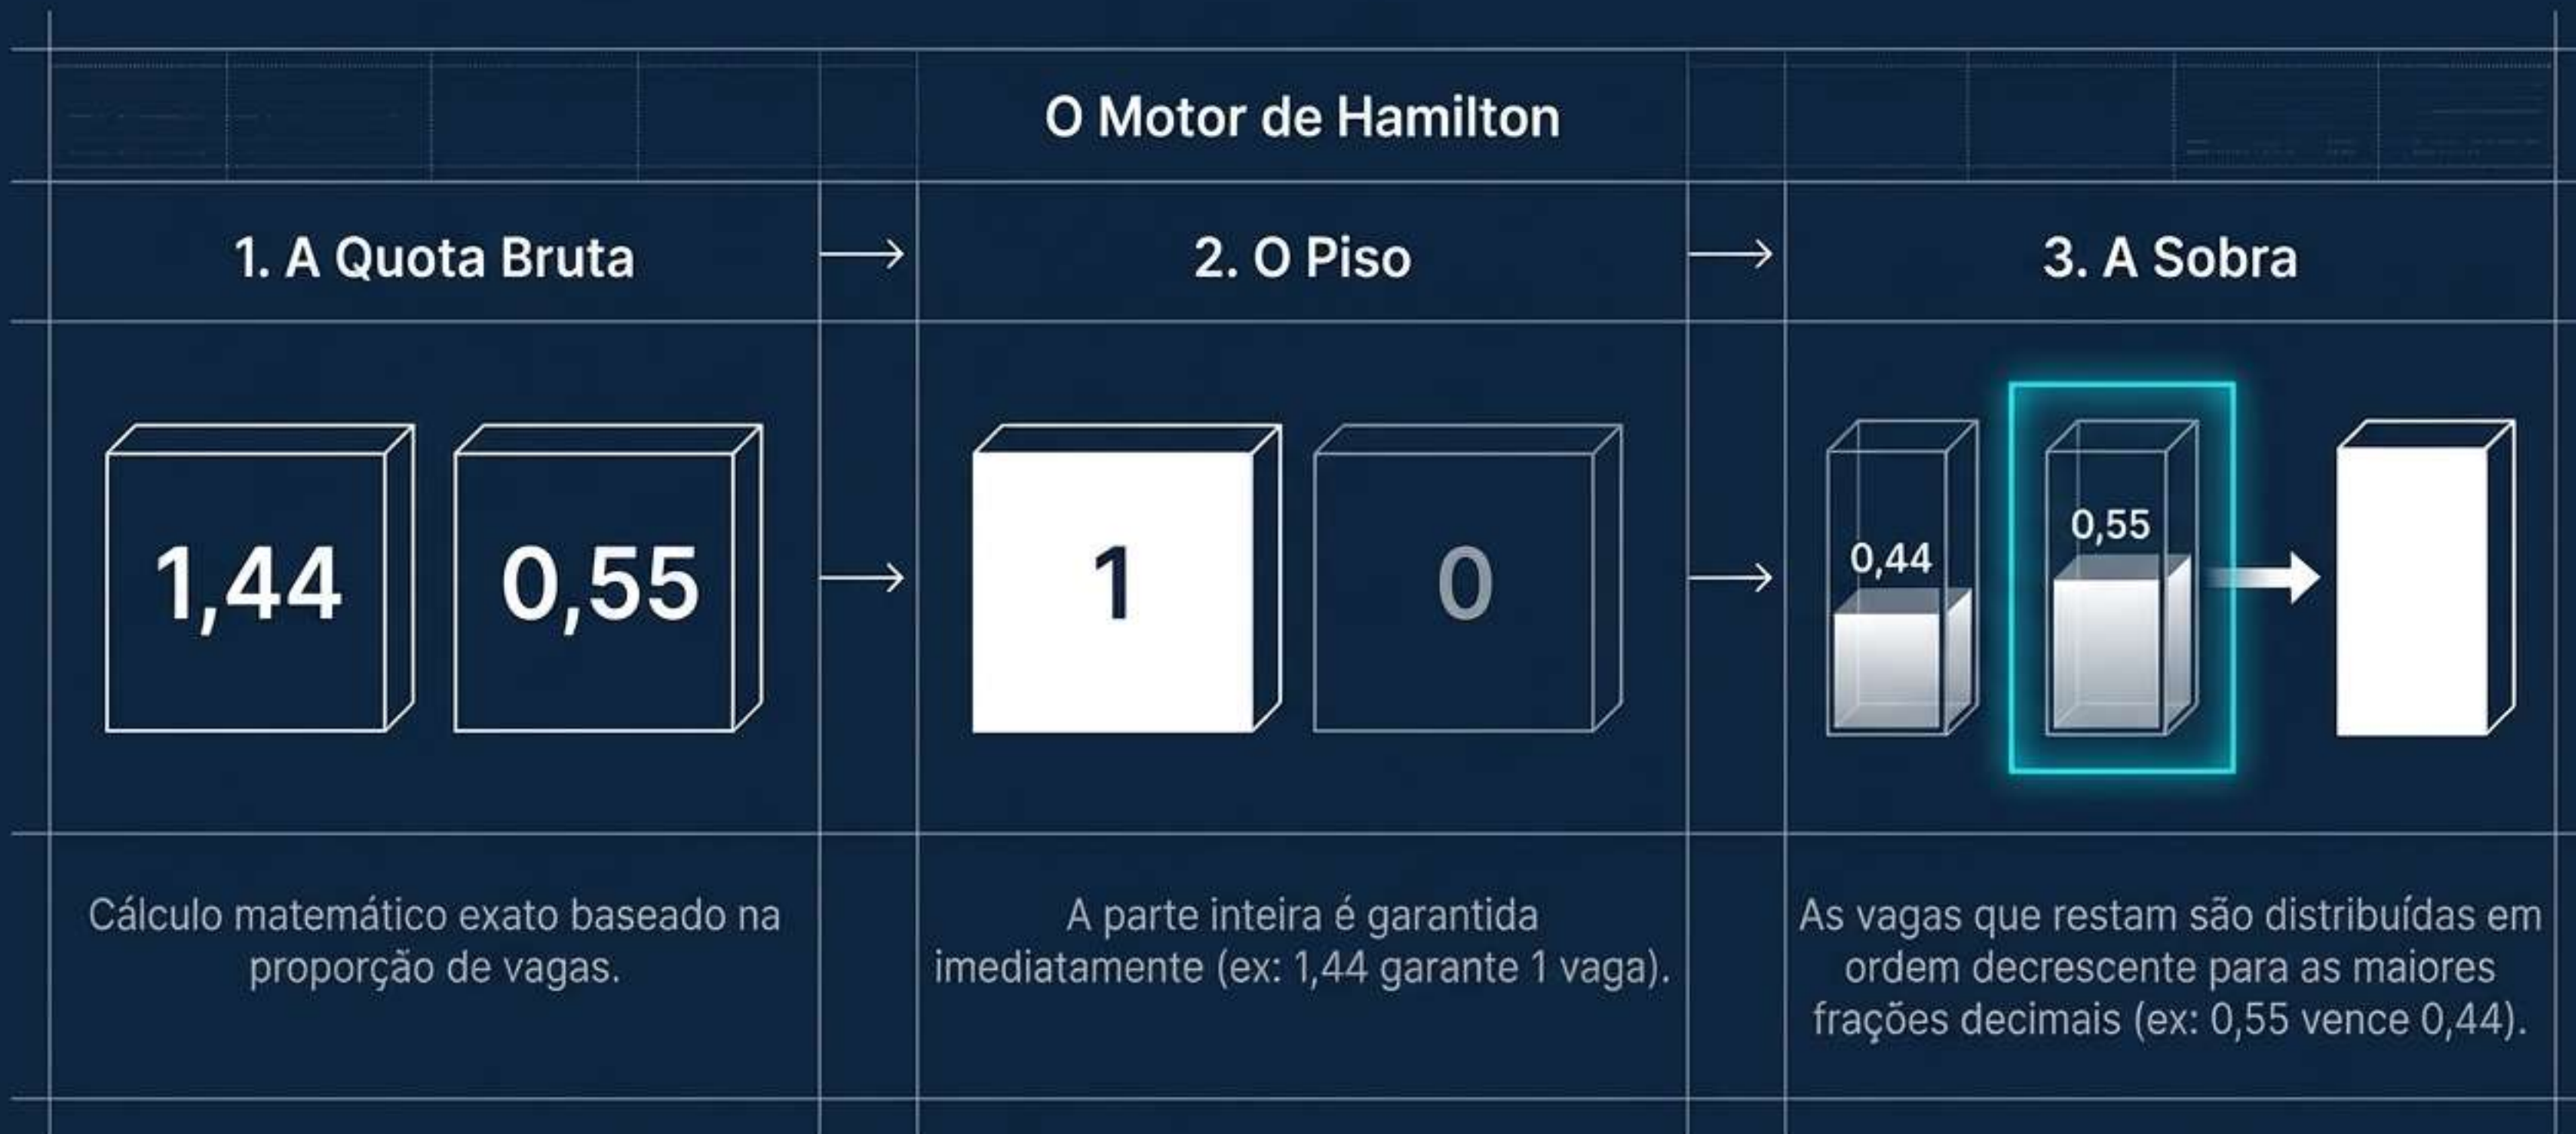 O Motor de Hamilton
1. A Quota Bruta
2. O Piso
3. A Sobra
1,44
0,55
1
0
0,44
0,55
Cálculo matemático exato baseado na
proporção de vagas.
A parte inteira é garantida
imediatamente (ex: 1,44 garante 1 vaga).
As vagas que restam são distribuídas em
ordem decrescente para as maiores
frações decimais (ex: 0,55 vence 0,44).